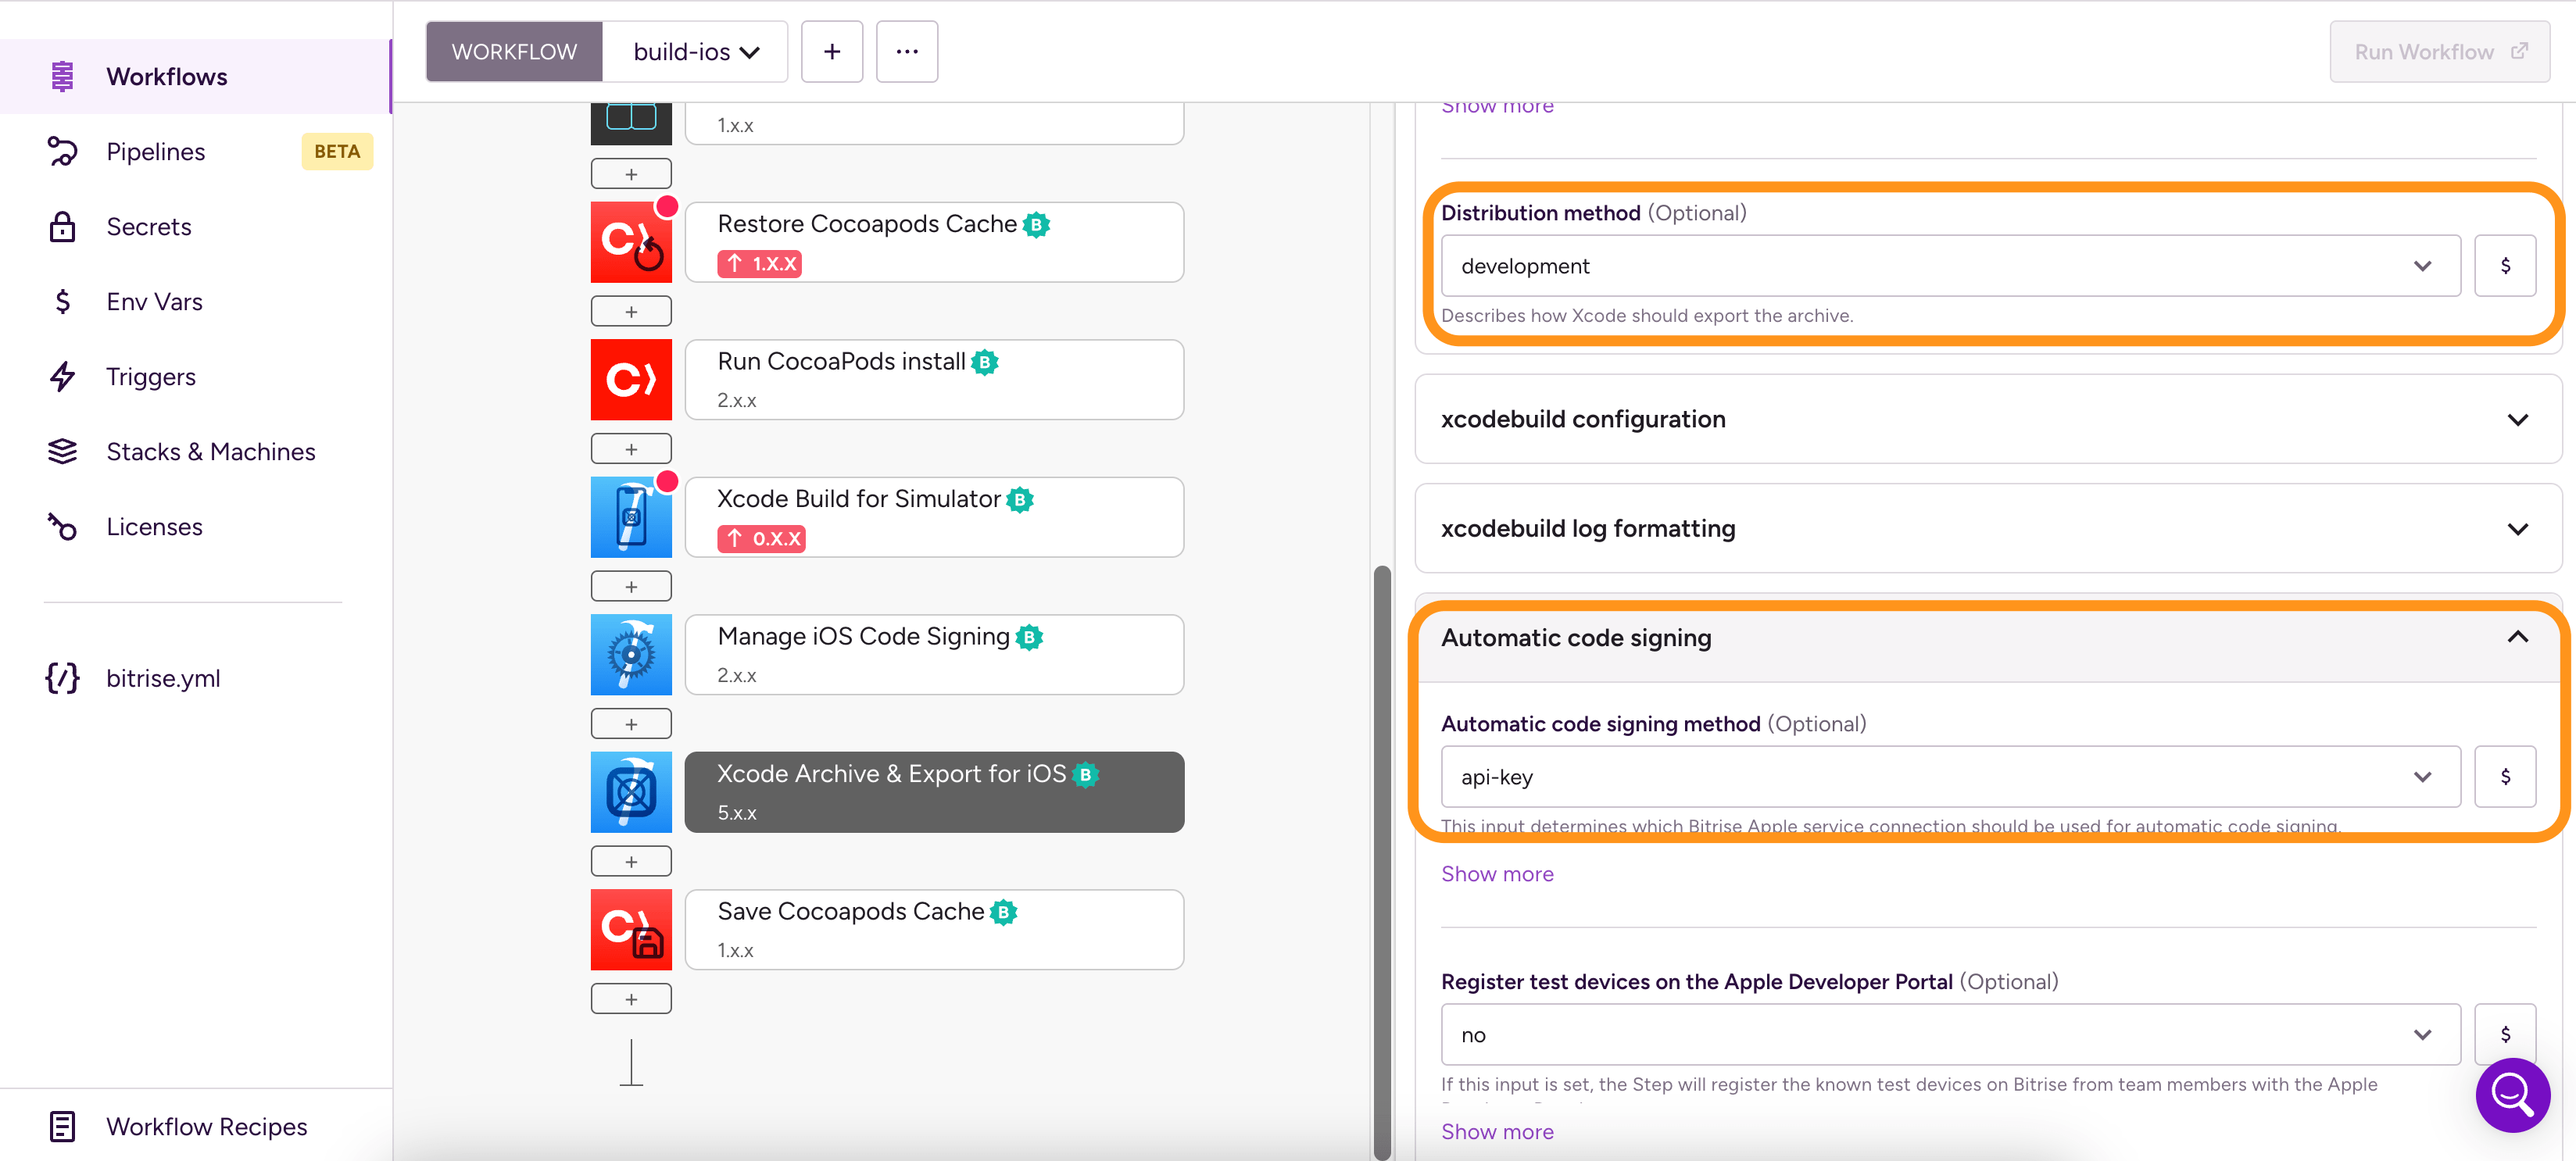 Workflows
Pipelines
BETA
Secrets
Env Vars
Triggers
Stacks & Machines
Licenses
bitrise.yml
Workflow Recipes
WORKFLOW
build-ios
Run Workflow
1.x.x
Restore Cocoapods Cache
1.X.X
Run CocoaPods install
2.x.x
Xcode Build for Simulator
0.X.X
Manage iOS Code Signing
2.x.x
Xcode Archive & Export for iOS
5.x.x
Save Cocoapods Cache
1.x.x
Show more
Distribution method (Optional)
development
$
Describes how Xcode should export the archive.
xcodebuild configuration
xcodebuild log formatting
Automatic code signing
Automatic code signing method (Optional)
api-key
$
This input determines which Bitrise Apple service connection should be used for automatic code signing.
Show more
Register test devices on the Apple Developer Portal (Optional)
no
$
If this input is set, the Step will register the known test devices on Bitrise from team members with the Apple
Show more